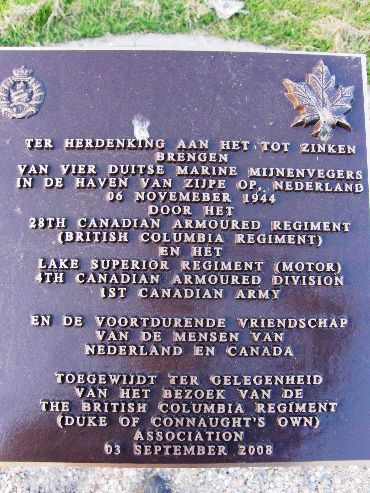 TER HERDENKING AAN HET TOT ZINKEN
BRENGEN
VAN VIER DUITSE MARINE MIJNENVEGERS
IN DE HAVEN VAN ZIJPE OP, NEDERLAND
06 NOVEMEBER 1944
DOOR HET
28TH CANADIAN ARMOURED REGIMENT
(BRITISH COLUMBIA REGIMENT)
EN HET
LAKE SUPERIOR REGIMENT (MOTOR)
4TH CANADIAN ARMOURED DIVISION
1ST CANADIAN ARMY
EN DE VOORTDURENDE VRIENDSCHAP
VAN DE MENSEN VAN
NEDERLAND EN CANADA
TOEGEWIJDT TER GELEGENHEID
VAN HET BEZOEK VAN DE
THE BRITISH COLUMBIA REGIMENT
(DUKE OF CONNAUGHT'S OWN)
ASSOCIATION
03 SEPTEMBER 2008